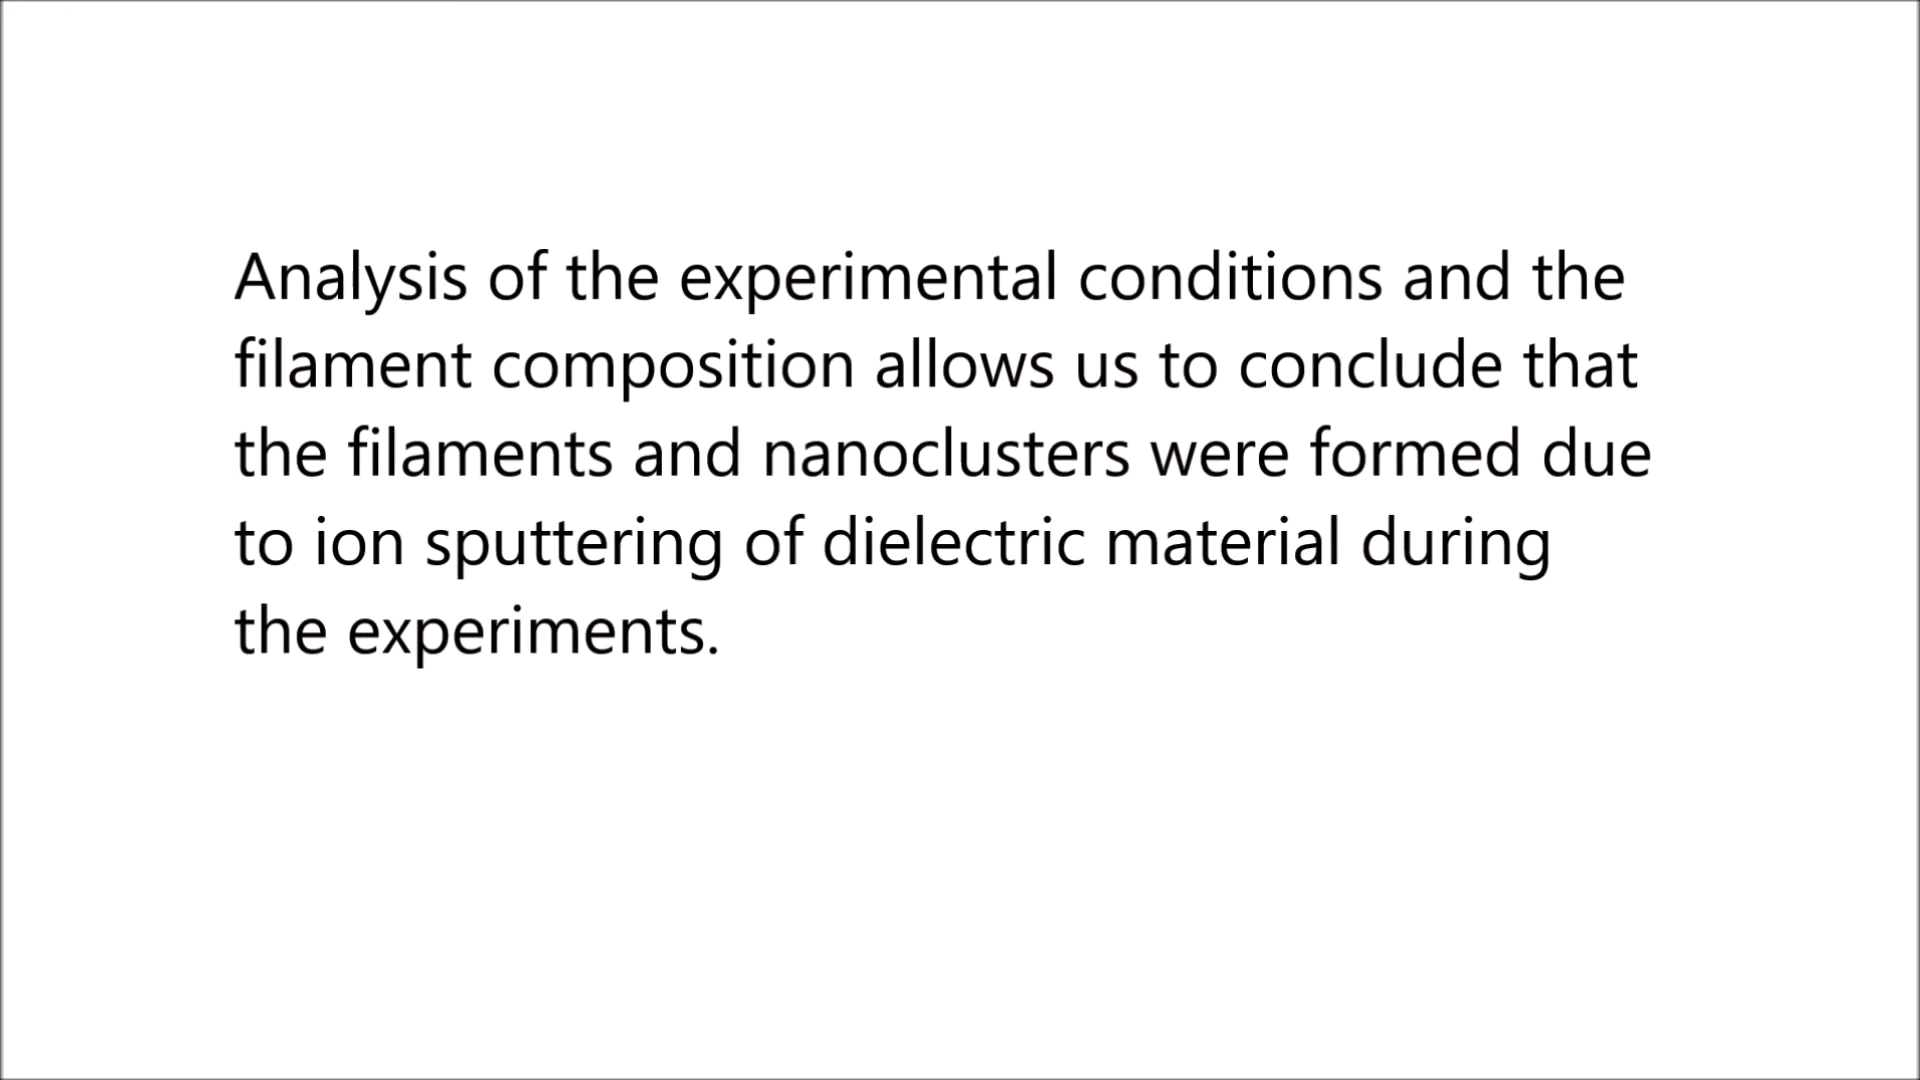 Analysis of the experimental conditions and the
filament composition allows us to conclude that
the filaments and nanoclusters were formed due
to ion sputtering of dielectric material during
the experiments.